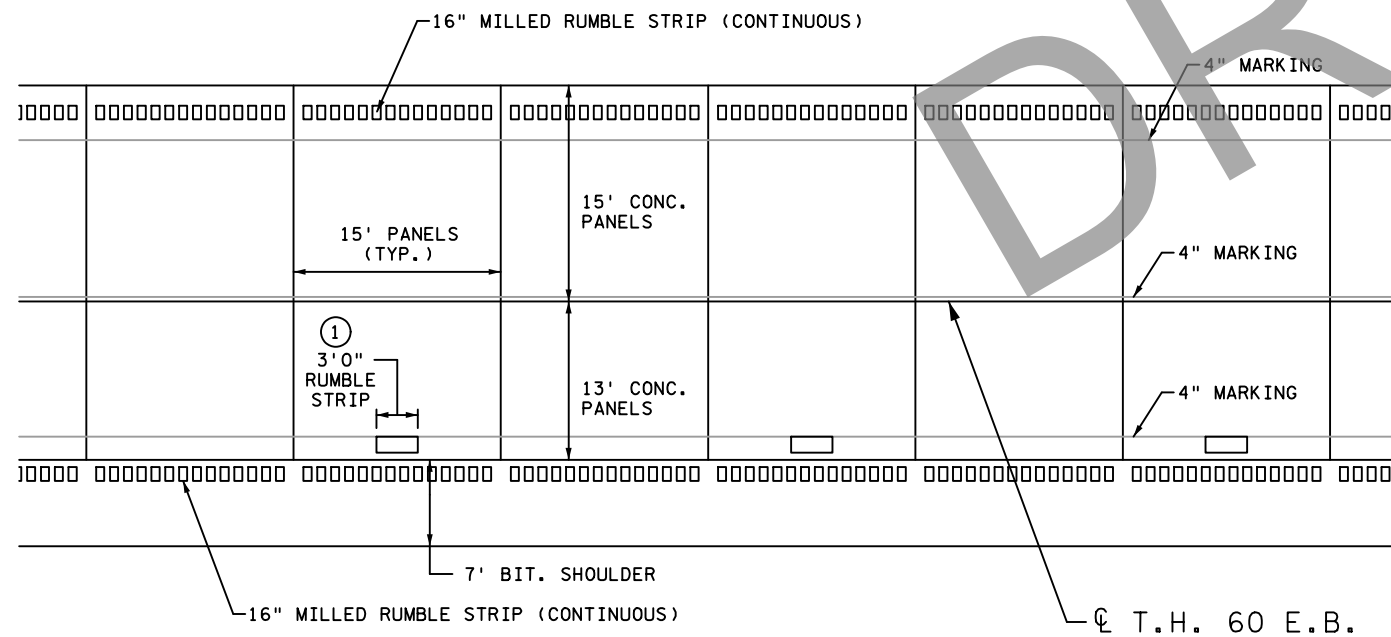 16" MILLED RUMBLE STRIP (CONTINUOUS)
4" MARKING
15' CONC.
PANELS
15' PANELS
(TYP.)
4" MARKING
1
3'0"
RUMBLE
STRIP
13' CONC.
PANELS
4" MARKING
7' BIT. SHOULDER
16" MILLED RUMBLE STRIP (CONTINUOUS)
℄ T.H. 60 E.B.